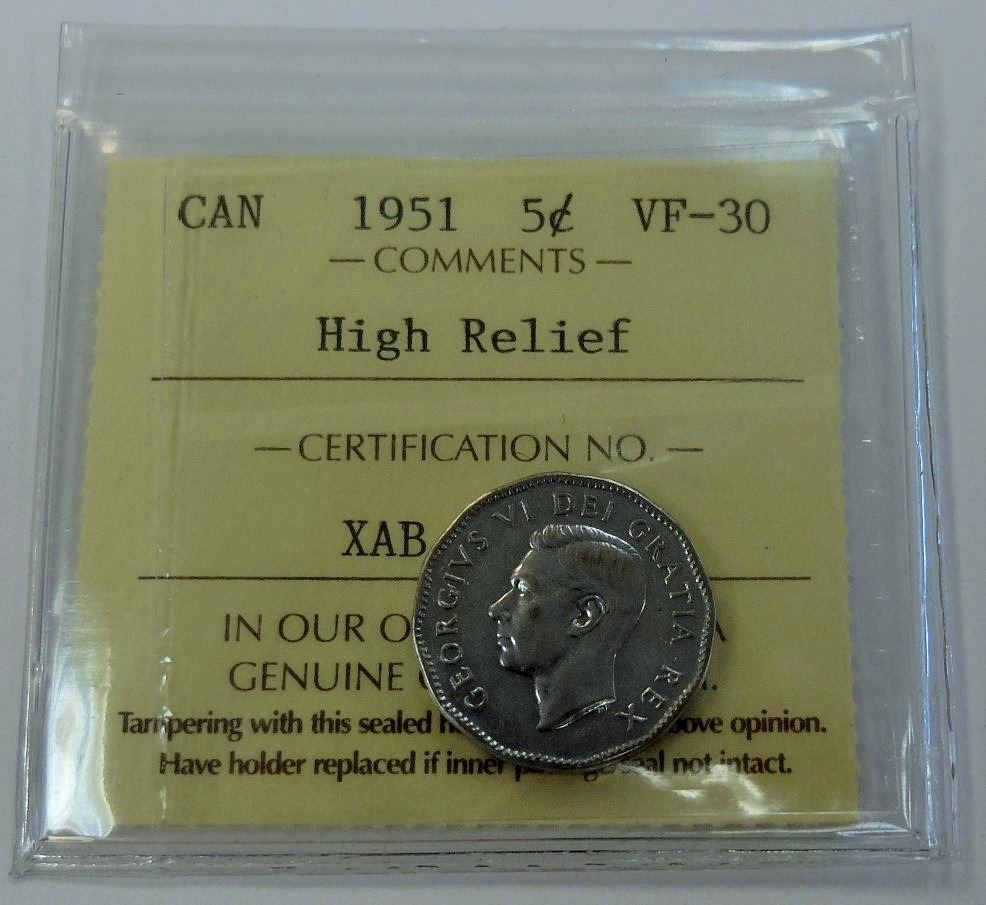 CAN 1951 5¢ VF-30
— COMMENTS —
High Relief
— CERTIFICATION NO. —
XAB
IN OUR
GENUINE
Tampering with this sealed above opinion.
Have holder replaced if inner seal not intact.
GEORGIVS VI DEI GRATIA REX